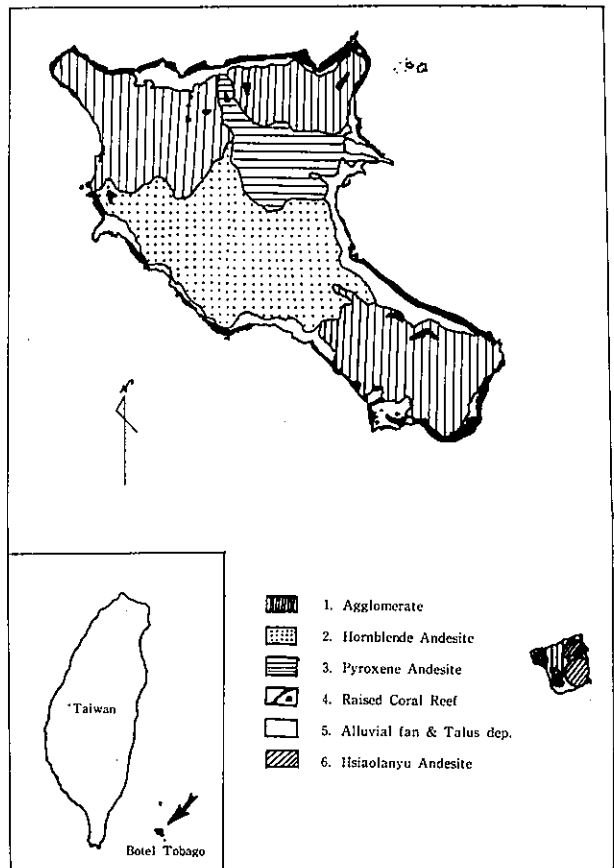 N
1. Agglomerate
2. Hornblende Andesite
3. Pyroxene Andesite
4. Raised Coral Reef
5. Alluvial fan & Talus dep.
6. Hsiaolanyu Andesite
Taiwan
Botel Tobago